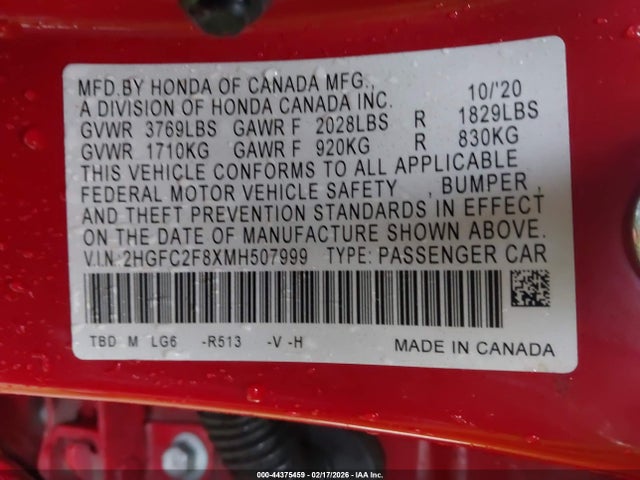 MFD.BY HONDA OF CANADA MFG., 10/'20
A DIVISION OF HONDA CANADA INC.
GVWR 3769LBS GAWR F 2028LBS R 1829LBS
GVWR 1710KG GAWR F 920KG R 830KG
THIS VEHICLE CONFORMS TO ALL APPLICABLE
FEDERAL MOTOR VEHICLE SAFETY , BUMPER ,
AND THEFT PREVENTION STANDARDS IN EFFECT
ON THE DATE OF MANUFACTURE SHOWN ABOVE.
V.I.N.:2HGFC2F8XMH507999 TYPE: PASSENGER CAR
TBD M LG6 -R513 -V -H
MADE IN CANADA
000-44375459 - 02/17/2026 - IAA Inc.